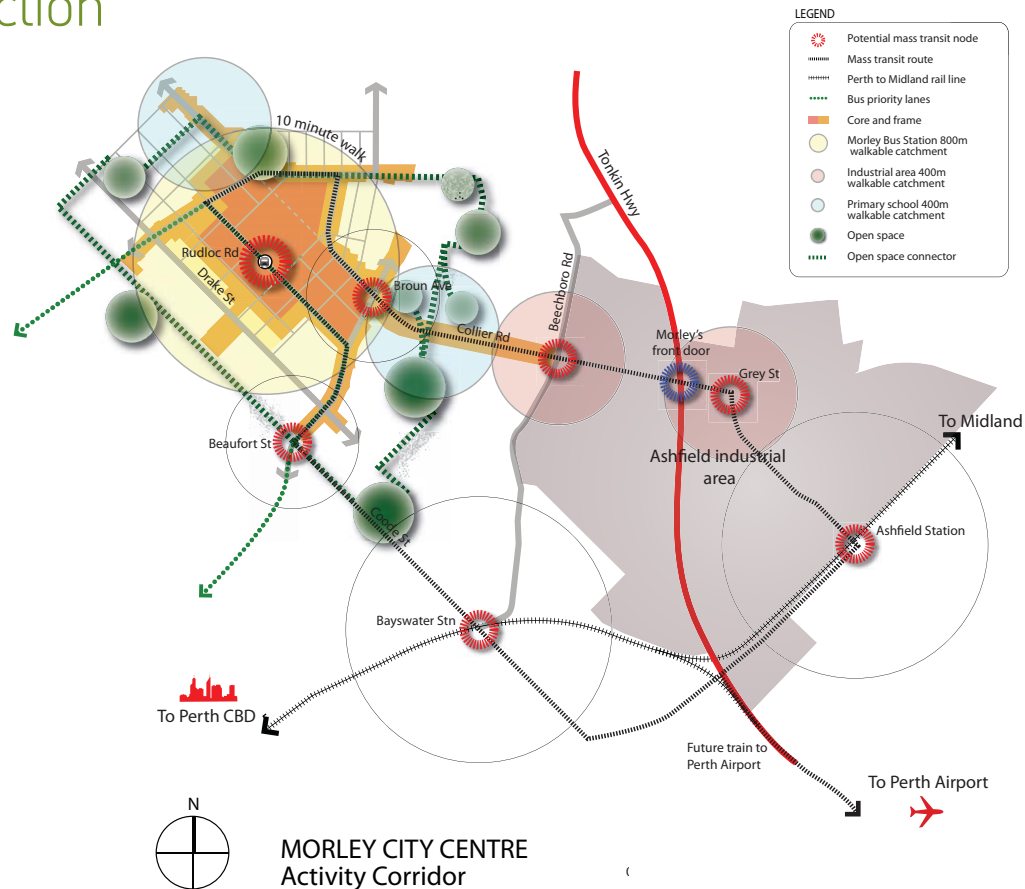 ction
LEGEND
Potential mass transit node
Mass transit route
Perth to Midland rail line
Bus priority lanes
Core and frame
Morley Bus Station 800m
walkable catchment
Industrial area 400m
walkable catchment
Primary school 400m
walkable catchment
Open space
Open space connector
10 minute walk
Tonkin Hwy
Rudloc Rd
Drake St
Broun Ave
Collier Rd
Beechboro Rd
Morley's
front door
Grey St
Beaufort St
Ashfield industrial
area
To Midland
Coode St
Ashfield Station
Bayswater Stn
To Perth CBD
Future train to
Perth Airport
To Perth Airport
N
MORLEY CITY CENTRE
Activity Corridor
(